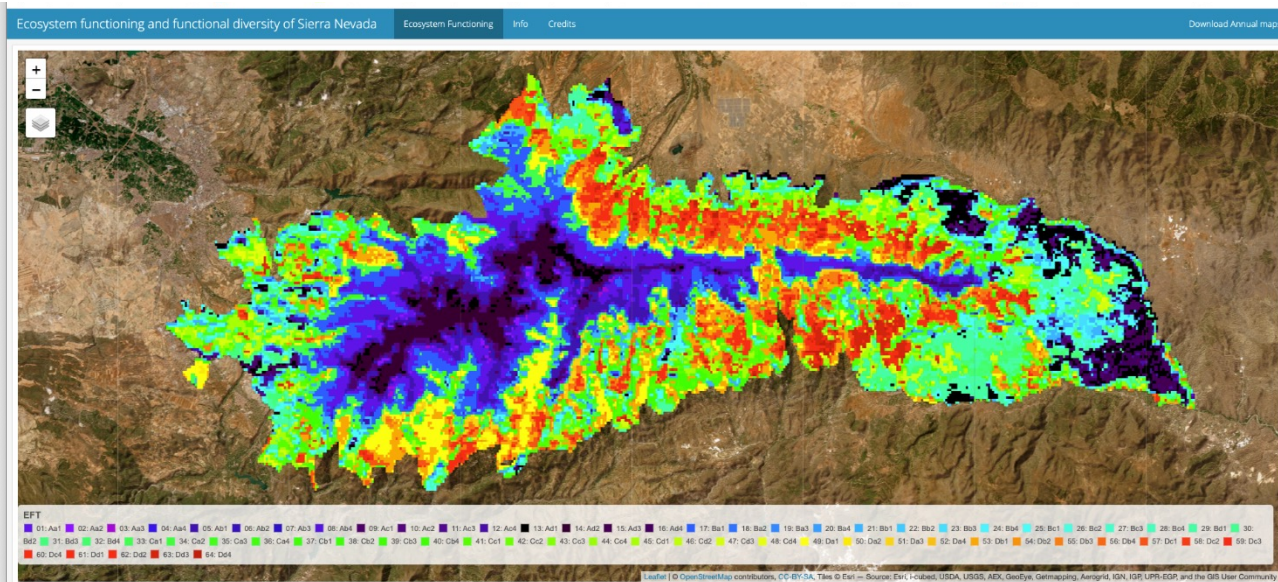 Ecosystem functioning and functional diversity of Sierra Nevada Ecosystem Functioning Info Credits Download Annual map
+
−
EFT
01: Aa1 02: Aa2 03: Aa3 04: Aa4 05: Ab1 06: Ab2 07: Ab3 08: Ab4 09: Ac1 10: Ac2 11: Ac3 12: Ac4 13: Ad1 14: Ad2 15: Ad3 16: Ad4 17: Ba1 18: Ba2 19: Ba3 20: Ba4 21: Bb1 22: Bb2 23: Bb3 24: Bb4 25: Bc1 26: Bc2 27: Bc3 28: Bc4 29: Bd1 30:
Bd2 31: Bd3 32: Bd4 33: Ca1 34: Ca2 35: Ca3 36: Ca4 37: Cb1 38: Cb2 39: Cb3 40: Cb4 41: Cc1 42: Cc2 43: Cc3 44: Cc4 45: Cd1 46: Cd2 47: Cd3 48: Cd4 49: Da1 50: Da2 51: Da3 52: Da4 53: Db1 54: Db2 55: Db3 56: Db4 57: Dc1 58: Dc2 59: Dc3
60: Dc4 61: Dd1 62: Dd2 63: Dd3 64: Dd4
Leaflet | © OpenStreetMap contributors, CC-BY-SA, Tiles © Esri — Source: Esri, i-cubed, USDA, USGS, AEX, GeoEye, Getmapping, Aerogrid, IGN, IGP, UPR-EGP, and the GIS User Community